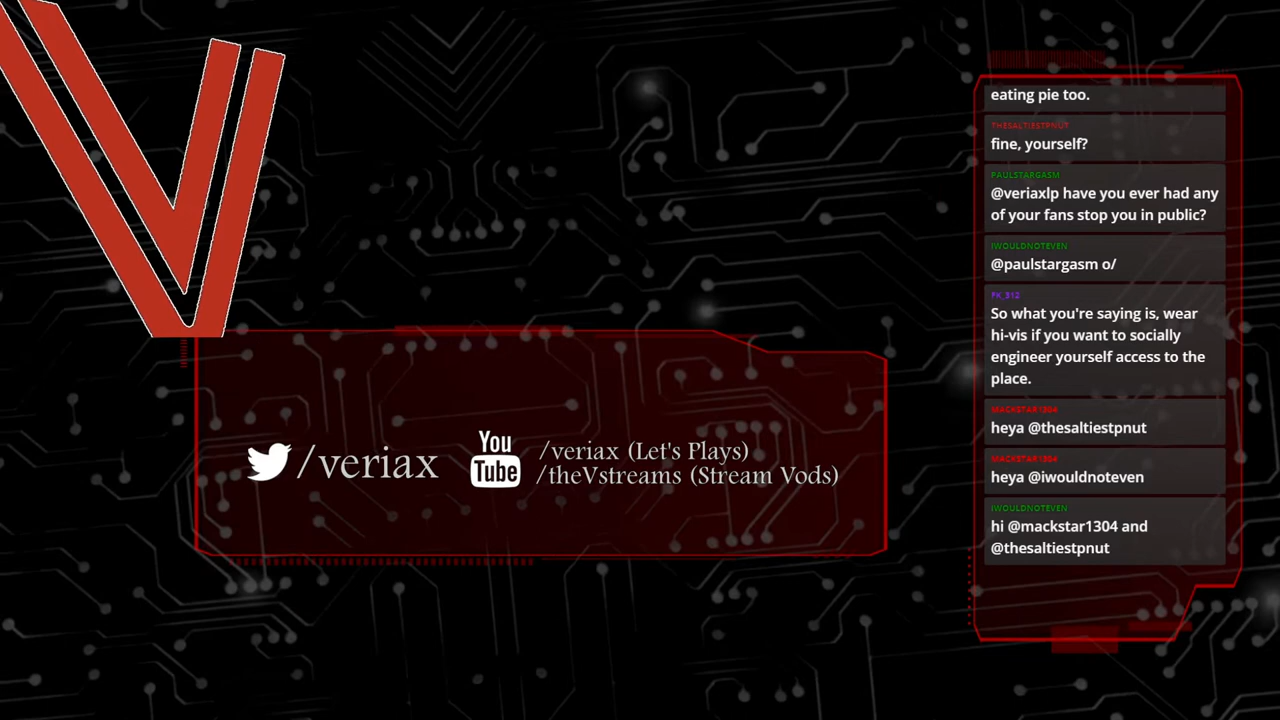 /veriax
You
Tube
/veriax (Let's Plays)
/theVstreams (Stream Vods)
eating pie too.
THESALTIESTPNUT
fine, yourself?
PAULSTARGASM
@veriaxlp have you ever had any
of your fans stop you in public?
IWOULDNOTEVEN
@paulstargasm o/
PX_312
So what you're saying is, wear
hi-vis if you want to socially
engineer yourself access to the
place.
MACKSTAR1304
heya @thesaltiestpnut
MACKSTAR1304
heya @iwouldnoteven
IWOULDNOTEVEN
hi @mackstar1304 and
@thesaltiestpnut